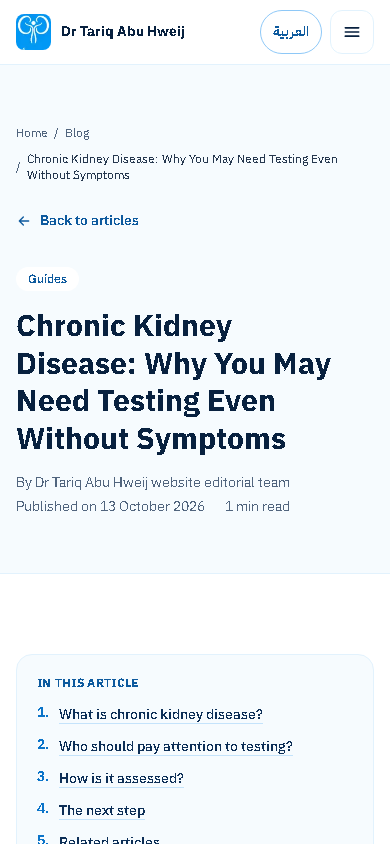 Dr Tariq Abu Hweij
العربية
Home / Blog
/ Chronic Kidney Disease: Why You May Need Testing Even
Without Symptoms
← Back to articles
Guides
Chronic Kidney
Disease: Why You May
Need Testing Even
Without Symptoms
By Dr Tariq Abu Hweij website editorial team
Published on 13 October 2026 1 min read
IN THIS ARTICLE
1. What is chronic kidney disease?
2. Who should pay attention to testing?
3. How is it assessed?
4. The next step
5. Related articles